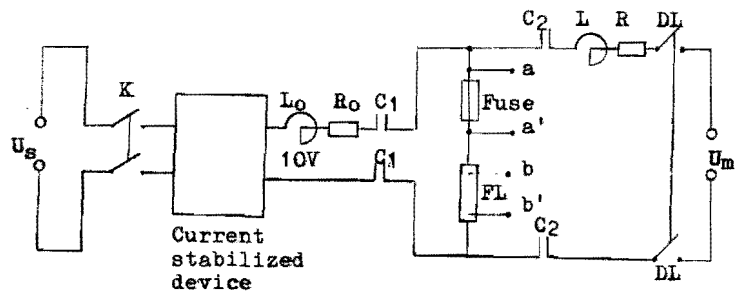 C2 L R DL
a
K
Lo Ro C1
Fuse
a'
Us
10V
C1
Um
b
FL
b'
C2
Current
stabilized
device
DL